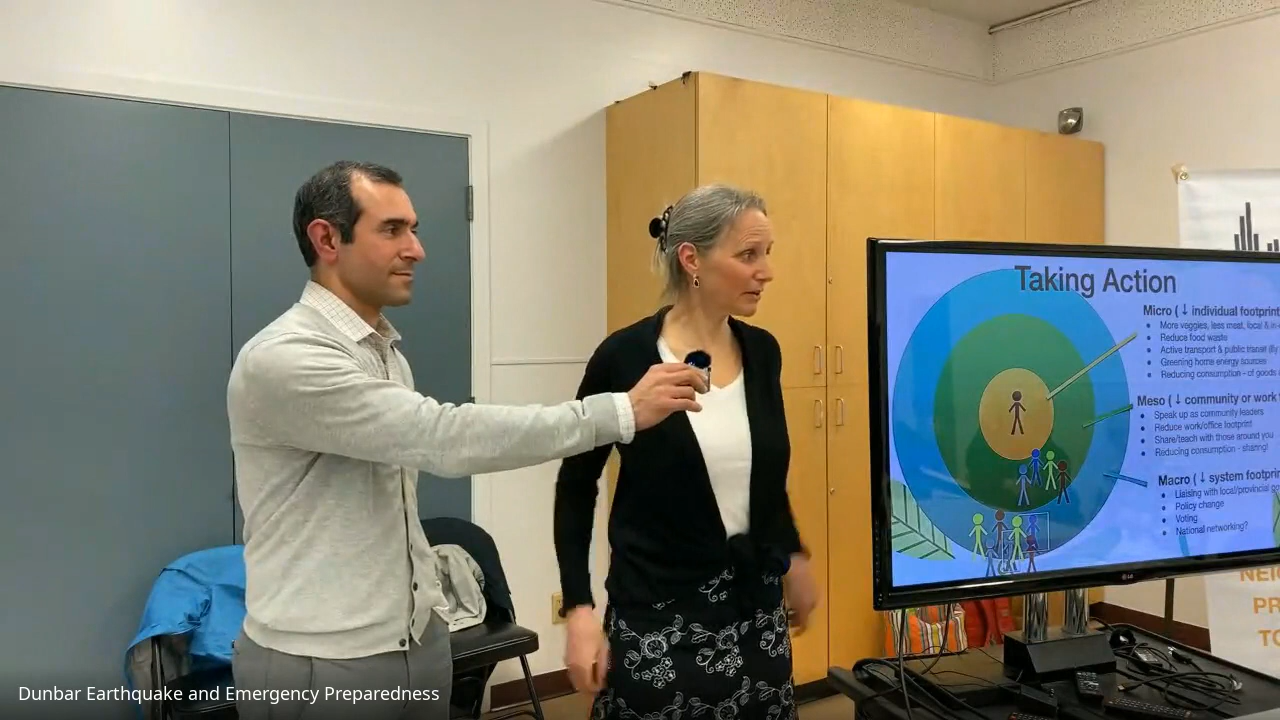 Taking Action
Micro ( ↓ individual footprint
More veggies, less meat, local &
Reduce food waste
Active transport & public transit
Greening home energy sources
Reducing consumption - of goods
Meso ( ↓ community or work
Speak up as community leaders
Reduce work/office footprint
Share/teach with those around you
Reducing consumption - sharing!
Macro ( ↓ system footprint
Liaising with local/provincial
Policy change
Voting
National networking?
LG
NEI
PR
TO
Dunbar Earthquake and Emergency Preparedness